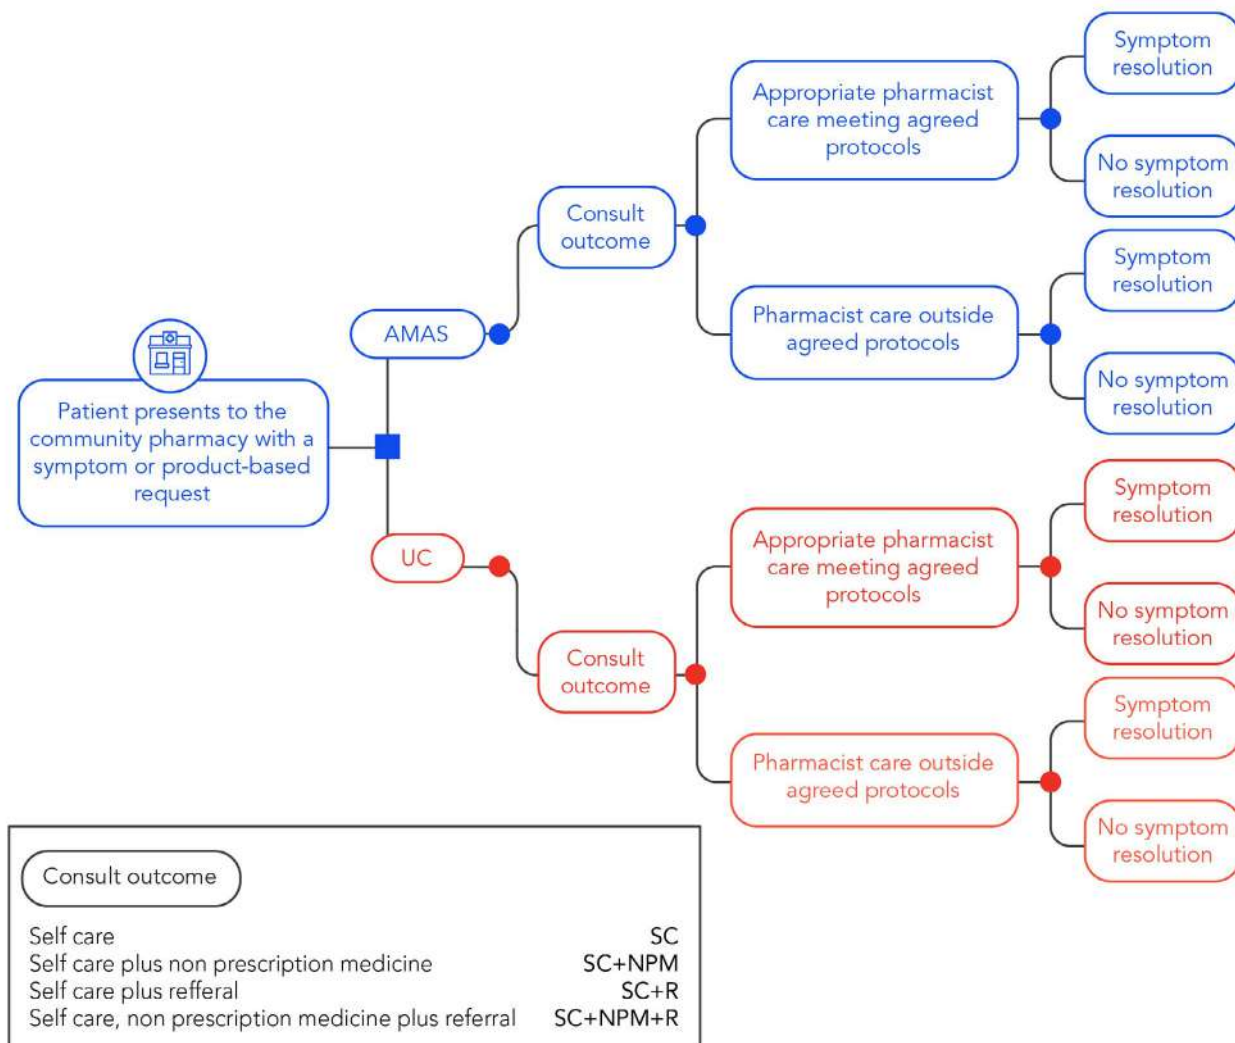 Symptom
resolution
Appropriate pharmacist
care meeting agreed
protocols
No symptom
resolution
Consult
outcome
Symptom
resolution
Pharmacist care outside
agreed protocols
AMAS
No symptom
resolution
Patient presents to the
community pharmacy with a
symptom or product-based
request
Symptom
resolution
Appropriate pharmacist
care meeting agreed
protocols
UC
No symptom
resolution
Consult
outcome
Symptom
resolution
Pharmacist care outside
agreed protocols
No symptom
resolution
Consult outcome
Self care SC
Self care plus non prescription medicine SC+NPM
Self care plus refferal SC+R
Self care, non prescription medicine plus referral SC+NPM+R